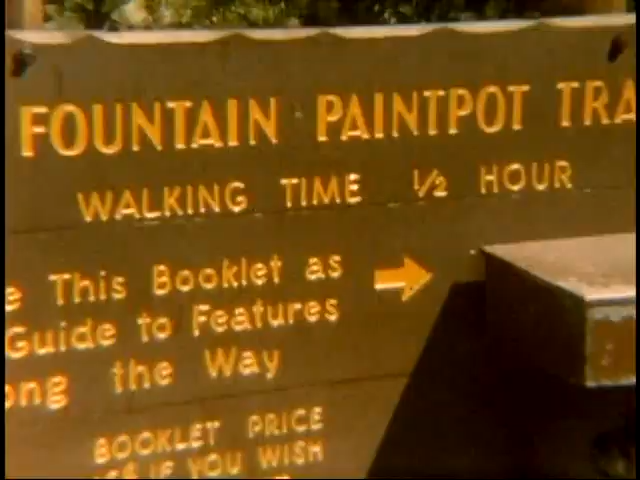 FOUNTAIN PAINTPOT TRA
WALKING TIME 1/2 HOUR
e This Booklet as
Guide to Features
ong the Way
BOOKLET PRICE
IF YOU WISH